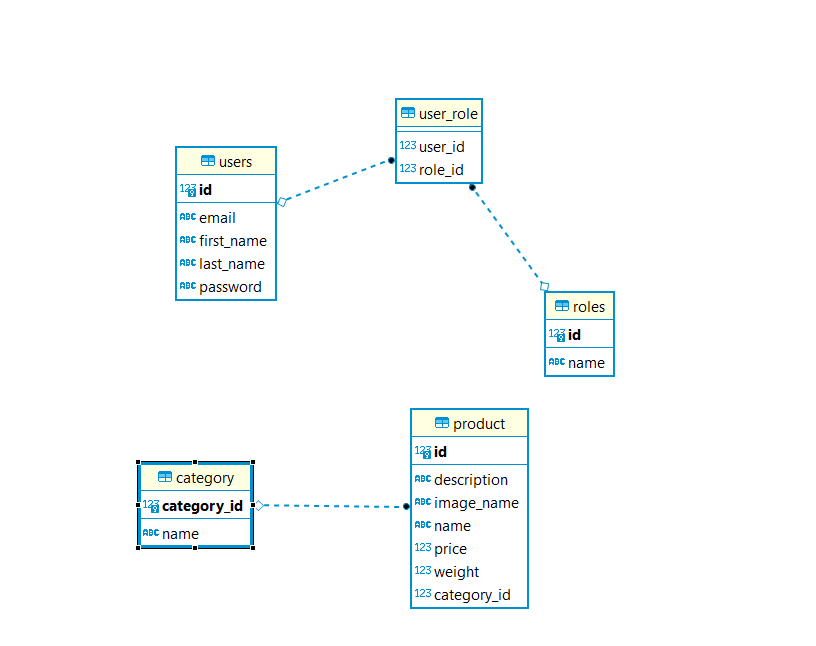 user_role
123 user_id
123 role_id
users
123 id
ABC email
ABC first_name
ABC last_name
ABC password
roles
123 id
ABC name
product
123 id
ABC description
ABC image_name
ABC name
123 price
123 weight
123 category_id
category
123 category_id
ABC name